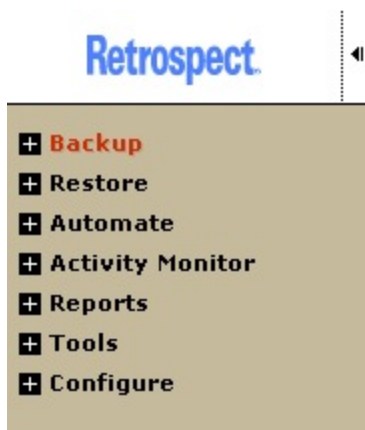 Retrospect.
Backup
Restore
Automate
Activity Monitor
Reports
Tools
Configure